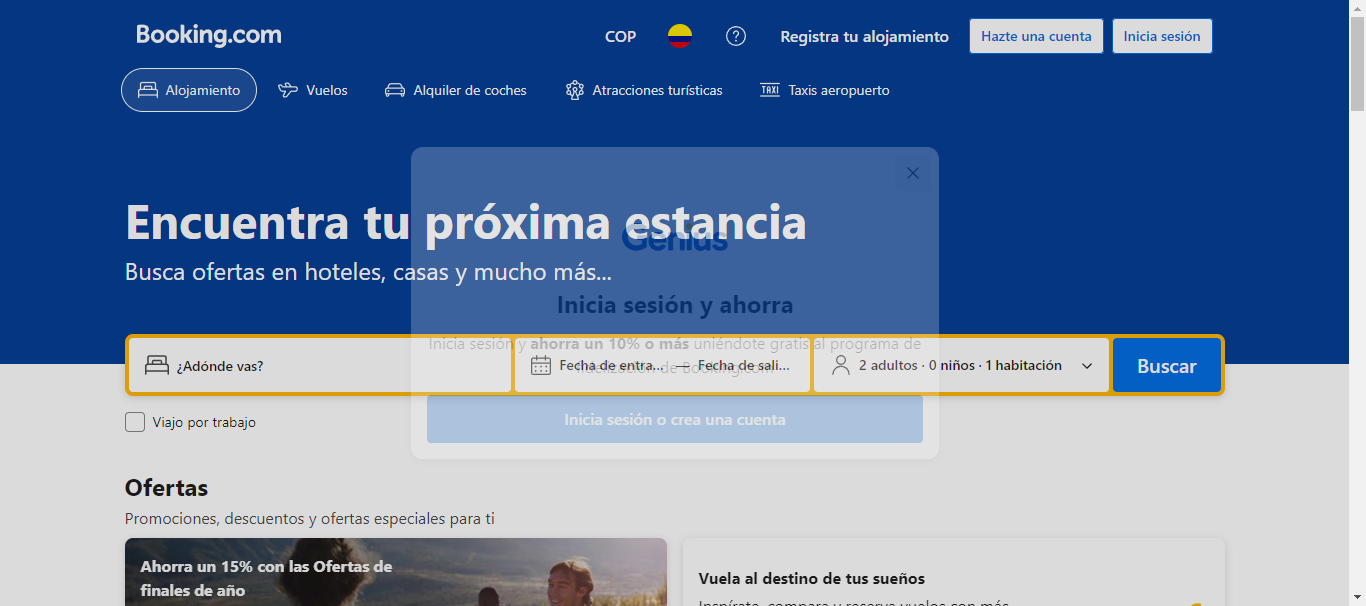 Booking.com
COP
Registra tu alojamiento
Hazte una cuenta
Inicia sesión
Alojamiento
Vuelos
Alquiler de coches
Atracciones turísticas
TAXI Taxis aeropuerto
Encuentra tu próxima estancia
Busca ofertas en hoteles, casas y mucho más...
Genius
Inicia sesión y ahorra
Inicia sesión y ahorra un 10% o más uniéndote gratis al programa de
fidelización de Booking.com
¿Adónde vas?
Fecha de entra... — Fecha de sali...
2 adultos · 0 niños · 1 habitación
Buscar
Viajo por trabajo
Inicia sesión o crea una cuenta
Ofertas
Promociones, descuentos y ofertas especiales para ti
Ahorra un 15% con las Ofertas de
finales de año
Vuela al destino de tus sueños
Inspírate, compara y reserva vuelos con más